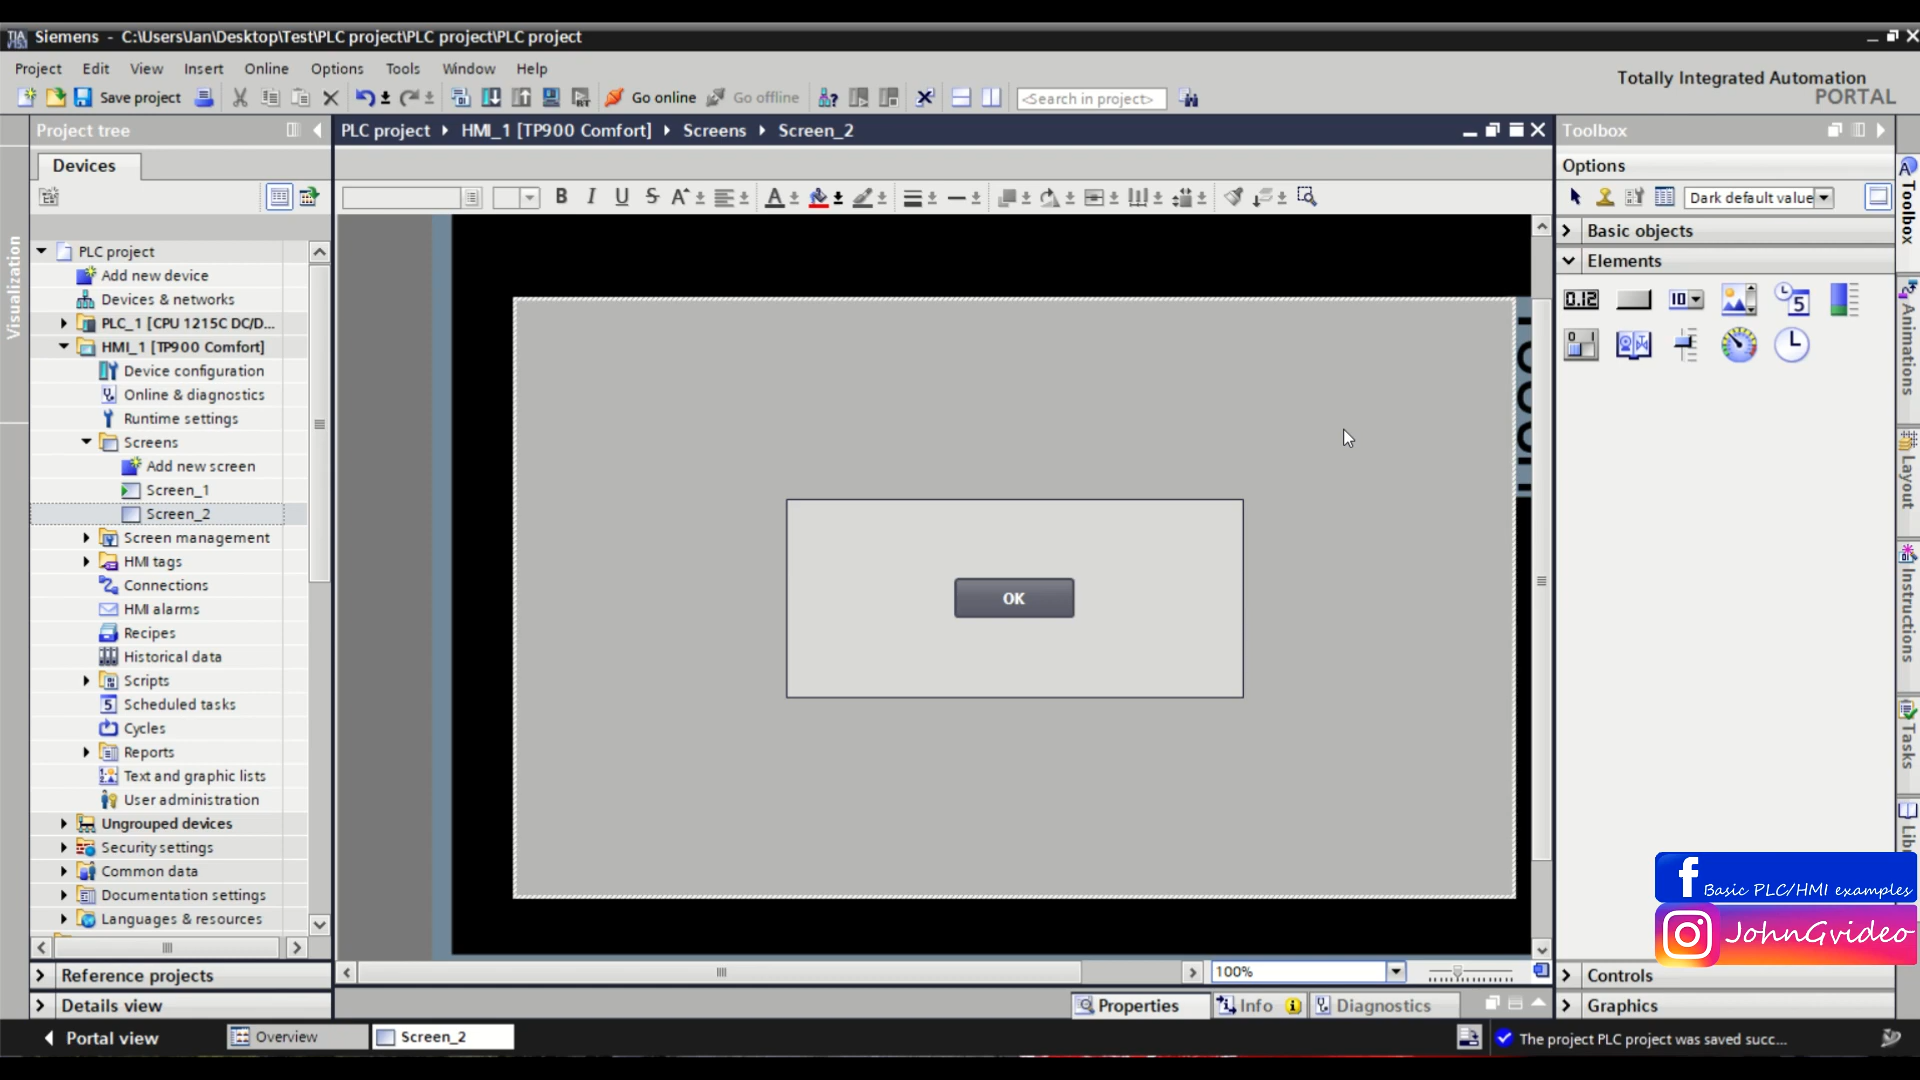 Siemens - C:\Users\Jan\Desktop\Test\PLC project\PLC project\PLC project
Project Edit View Insert Online Options Tools Window Help
Totally Integrated Automation
PORTAL
Save project Go online Go offline <Search in project>
Project tree
PLC project HMI_1 [TP900 Comfort] Screens Screen_2
Toolbox
Devices
Options
B I U S A A
Dark default value
Visualization
PLC project
Add new device
Devices & networks
PLC_1 [CPU 1215C DC/D...
HMI_1 [TP900 Comfort]
Device configuration
Online & diagnostics
Runtime settings
Screens
Add new screen
Screen_1
Screen_2
Screen management
HMI tags
Connections
HMI alarms
Recipes
Historical data
Scripts
Scheduled tasks
Cycles
Reports
Text and graphic lists
User administration
Ungrouped devices
Security settings
Common data
Documentation settings
Languages & resources
Reference projects
Details view
OK
100%
Properties Info Diagnostics
Basic objects
Elements
0.12 10 5
0 1
Controls
Graphics
Toolbox
Animations
Layout
Instructions
Tasks
Basic PLC/HMI examples
JohnGvideo
Portal view Overview Screen_2
The project PLC project was saved succ...